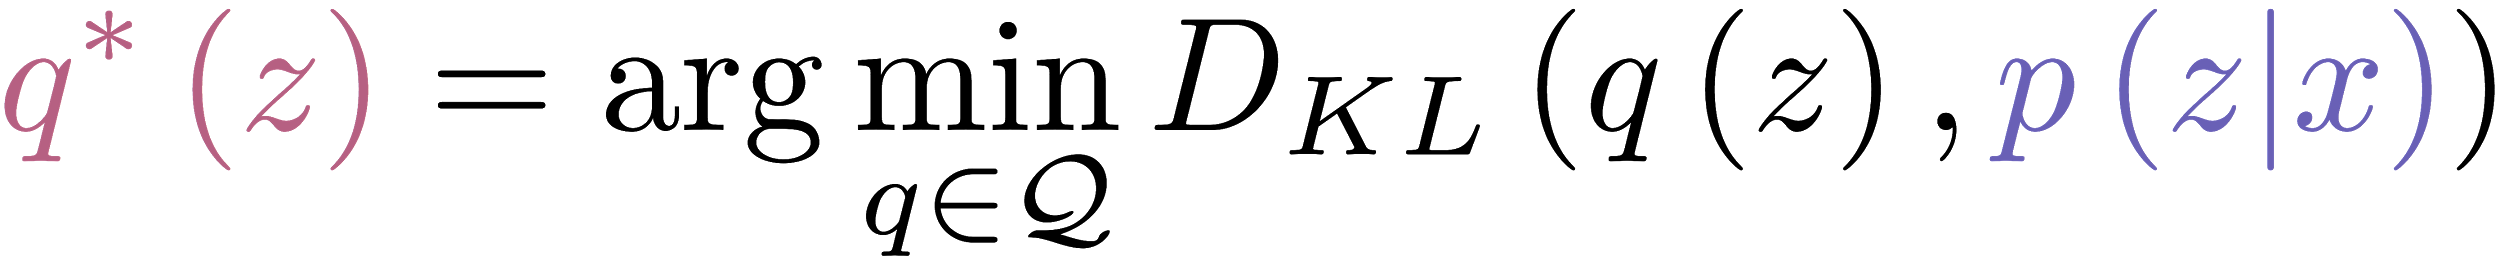 q* (z) = arg min D_KL (q (z) , p (z|x))
q∈𝒬